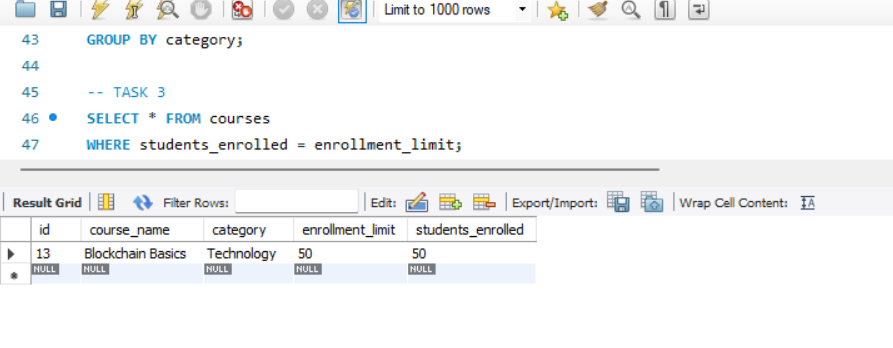 Limit to 1000 rows
43 GROUP BY category;
44
45 -- TASK 3
46 SELECT * FROM courses
47 WHERE students_enrolled = enrollment_limit;
Result Grid Filter Rows: Edit: Export/Import: Wrap Cell Content: IA
id course_name category enrollment_limit students_enrolled
13 Blockchain Basics Technology 50 50
NULL NULL NULL NULL NULL